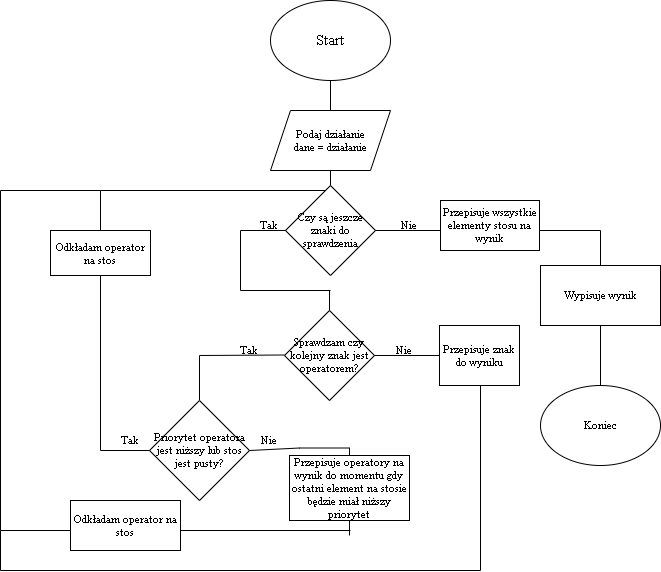 Start
Podaj działanie
dane = działanie
Czy są jeszcze
znaki do
sprawdzenia
Tak
Nie
Przepisuje wszystkie
elementy stosu na
wynik
Odkładam operator
na stos
Wypisuje wynik
Sprawdzam czy
kolejny znak jest
operatorem?
Tak
Nie
Przepisuje znak
do wyniku
Koniec
Priorytet operatora
jest niższy lub stos
jest pusty?
Tak
Nie
Przepisuje operatory na
wynik do momentu gdy
ostatni element na stosie
będzie miał niższy
priorytet
Odkładam operator na
stos